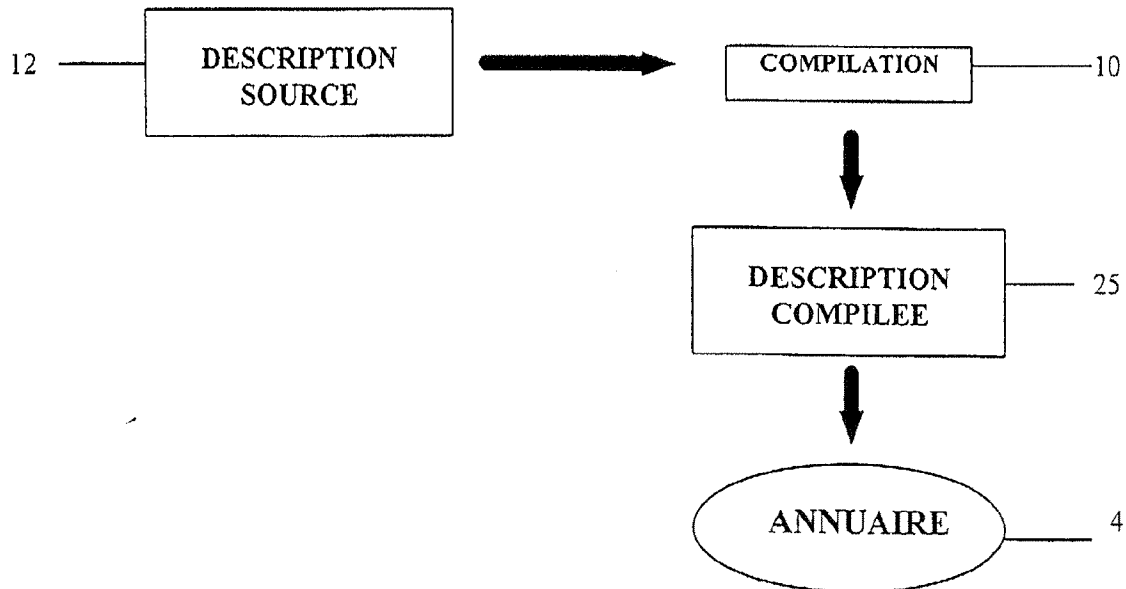 12
DESCRIPTION
SOURCE
COMPILATION
10
DESCRIPTION
COMPILEE
25
ANNUAIRE
4